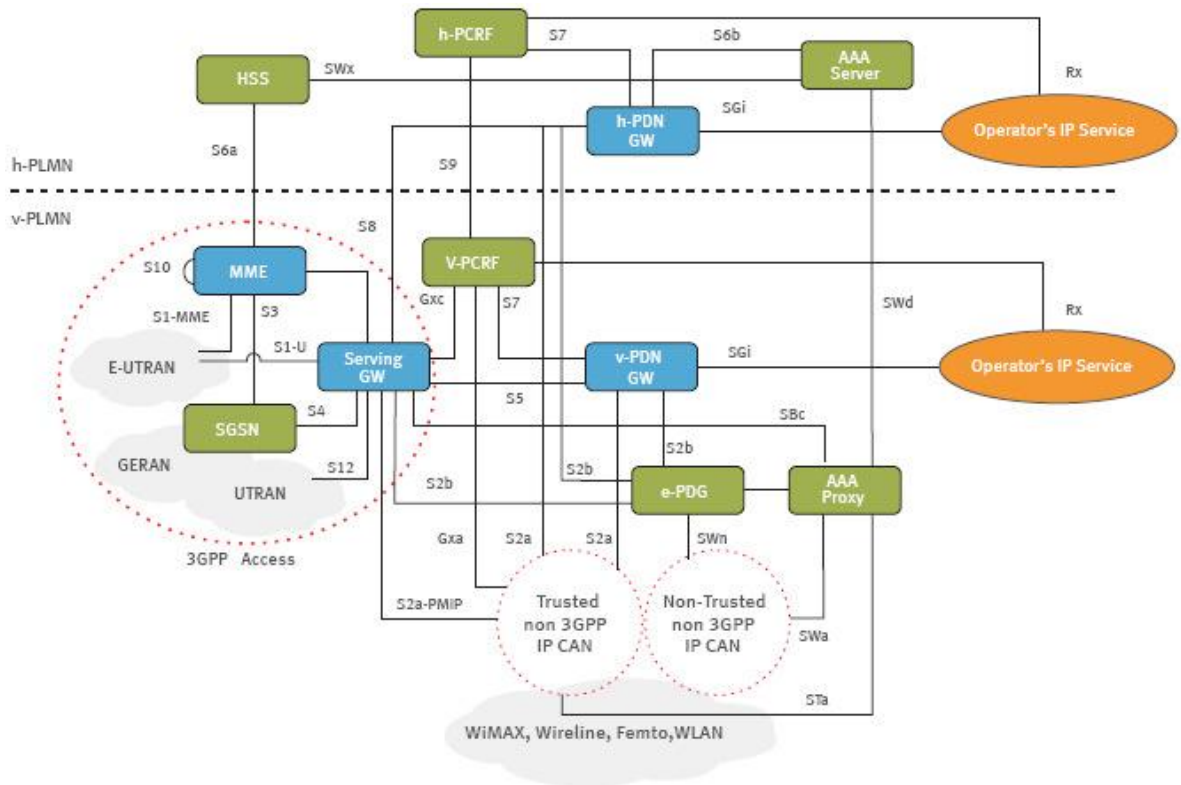 h-PCRF
S7
S6b
AAA
Server
HSS
SWx
Rx
h-PDN
GW
SGi
Operator's IP Service
S6a
S9
h-PLMN
v-PLMN
S8
MME
S10
V-PCRF
Gxc
S7
SWd
S3
S1-MME
Rx
S1-U
E-UTRAN
Serving
GW
v-PDN
GW
SGi
Operator's IP Service
S5
S4
SBc
SGSN
S2b
GERAN
S12
S2b
UTRAN
S2b
e-PDG
AAA
Proxy
Gxa
S2a
S2a
SWn
3GPP Access
S2a-PMIP
Trusted
non 3GPP
IP CAN
Non-Trusted
non 3GPP
IP CAN
SWa
STa
WiMAX, Wireline, Femto,WLAN